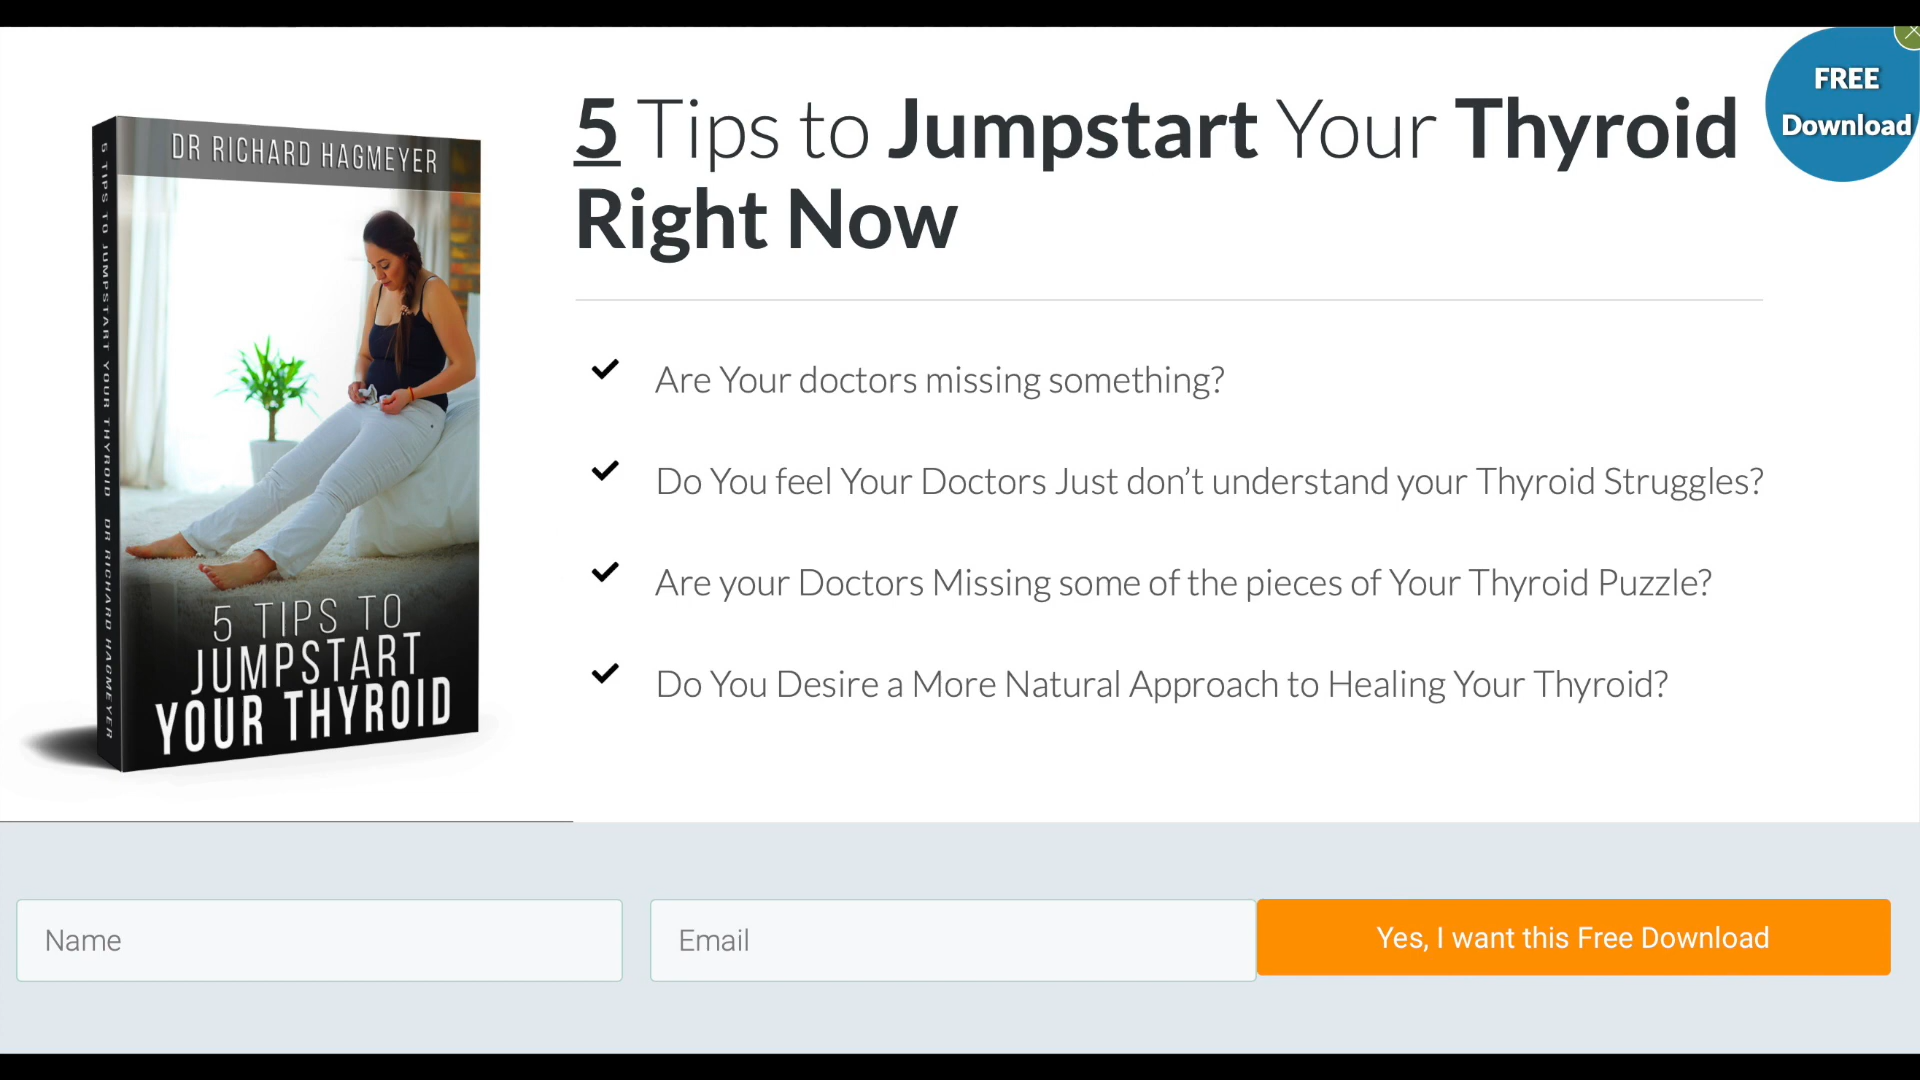 FREE
Download
5 Tips to Jumpstart Your Thyroid
Right Now
DR RICHARD HAGMEYER
5 TIPS TO JUMPSTART YOUR THYROID DR RICHARD HAGMEYER
5 TIPS TO
JUMPSTART
YOUR THYROID
Are Your doctors missing something?
Do You feel Your Doctors Just don’t understand your Thyroid Struggles?
Are your Doctors Missing some of the pieces of Your Thyroid Puzzle?
Do You Desire a More Natural Approach to Healing Your Thyroid?
Name
Email
Yes, I want this Free Download